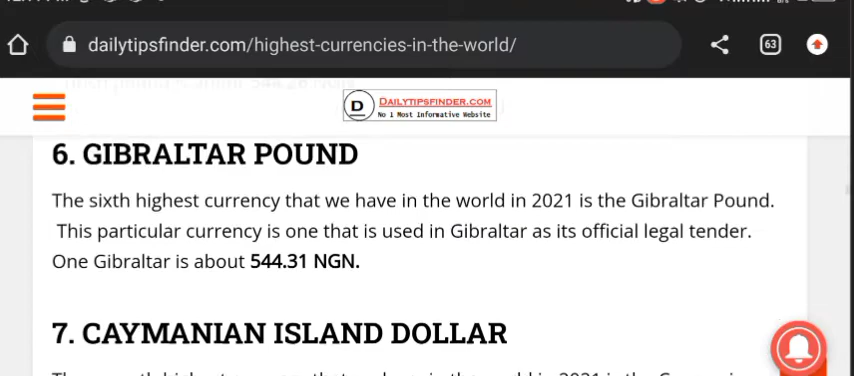 63
dailytipsfinder.com/highest-currencies-in-the-world/
D
DAILYTIPSFINDER.COM
No 1 Most Informative Website
6. GIBRALTAR POUND
The sixth highest currency that we have in the world in 2021 is the Gibraltar Pound.
This particular currency is one that is used in Gibraltar as its official legal tender.
One Gibraltar is about 544.31 NGN.
7. CAYMANIAN ISLAND DOLLAR